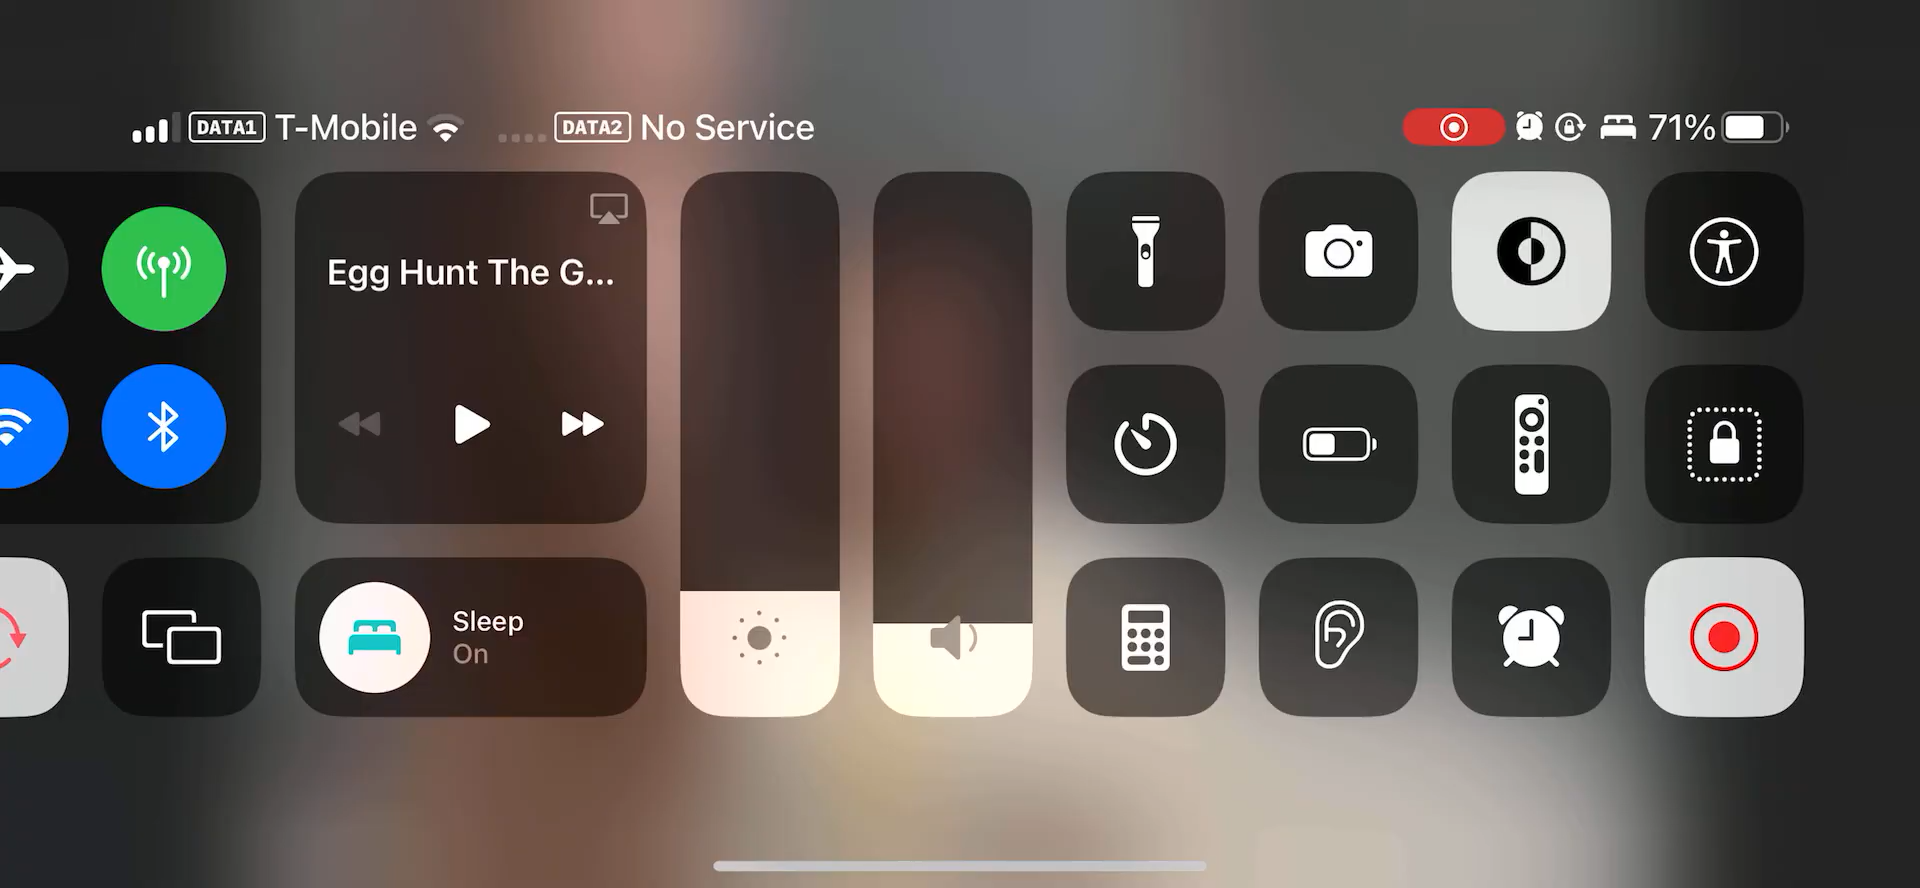 DATA1 T-Mobile DATA2 No Service 71%
Egg Hunt The G...
Sleep
On